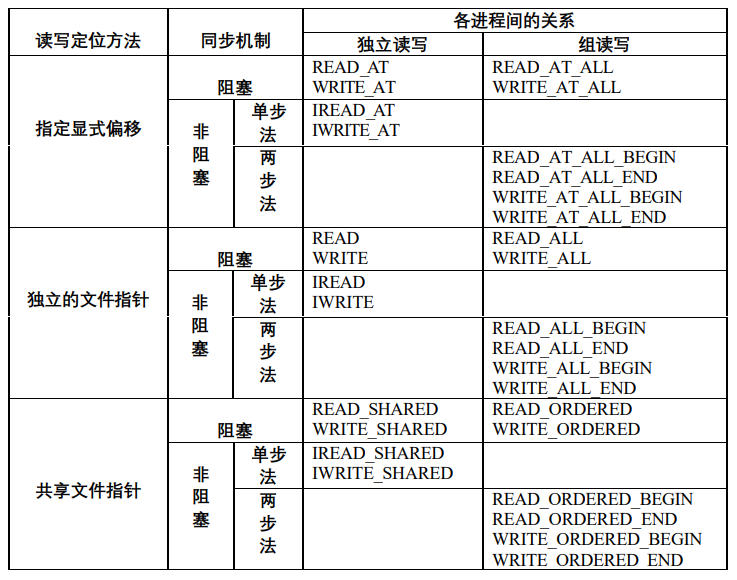 读写定位方法 同步机制 各进程间的关系
独立读写 组读写
指定显式偏移
阻塞
READ_AT
WRITE_AT
READ_AT_ALL
WRITE_AT_ALL
非
阻
塞
单步
法
IREAD_AT
IWRITE_AT
两
步
法
READ_AT_ALL_BEGIN
READ_AT_ALL_END
WRITE_AT_ALL_BEGIN
WRITE_AT_ALL_END
独立的文件指针
阻塞
READ
WRITE
READ_ALL
WRITE_ALL
非
阻
塞
单步
法
IREAD
IWRITE
两
步
法
READ_ALL_BEGIN
READ_ALL_END
WRITE_ALL_BEGIN
WRITE_ALL_END
共享文件指针
阻塞
READ_SHARED
WRITE_SHARED
READ_ORDERED
WRITE_ORDERED
非
阻
塞
单步
法
IREAD_SHARED
IWRITE_SHARED
两
步
法
READ_ORDERED_BEGIN
READ_ORDERED_END
WRITE_ORDERED_BEGIN
WRITE_ORDERED_END